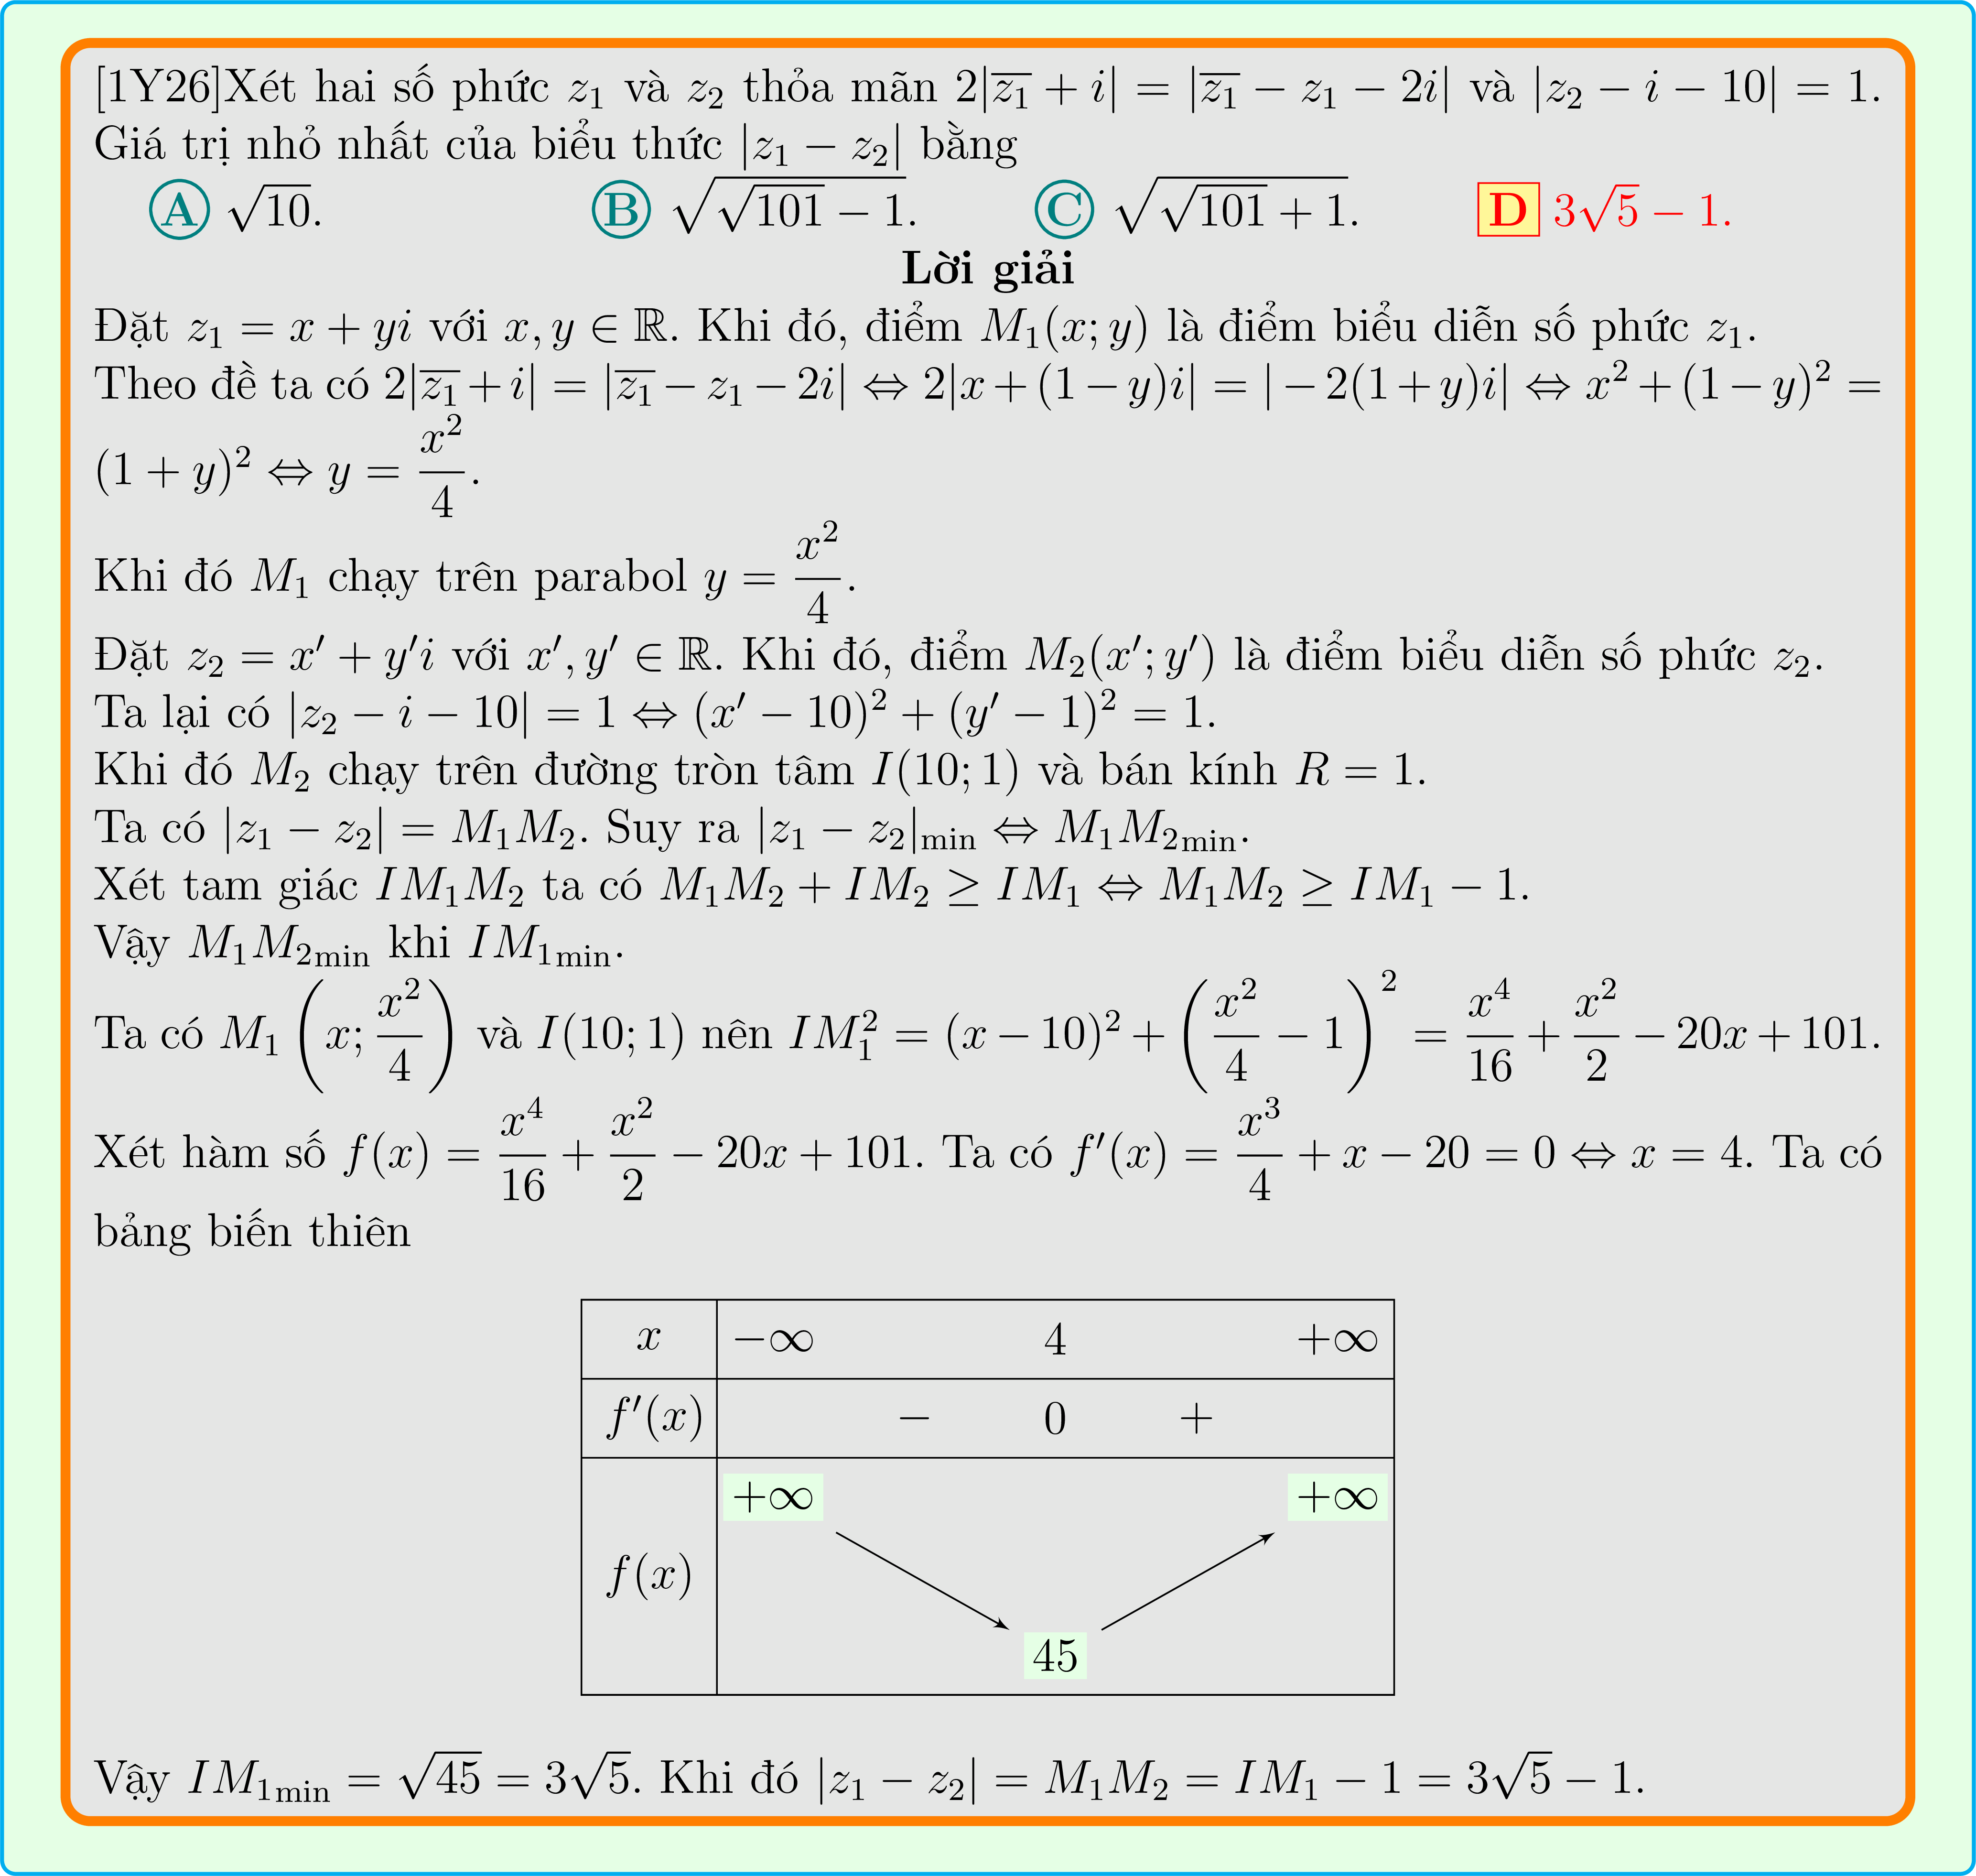 [1Y26]Xét hai số phức $z_1$ và $z_2$ thỏa mãn $2|\overline{z_1} + i| = |\overline{z_1} - z_1 - 2i|$ và $|z_2 - i - 10| = 1$.
Giá trị nhỏ nhất của biểu thức $|z_1 - z_2|$ bằng
A $\sqrt{10}$. B $\sqrt{\sqrt{101} - 1}$. C $\sqrt{\sqrt{101} + 1}$. D $3\sqrt{5} - 1$.
Lời giải
Đặt $z_1 = x + yi$ với $x, y \in \mathbb{R}$. Khi đó, điểm $M_1(x; y)$ là điểm biểu diễn số phức $z_1$.
Theo đề ta có $2|\overline{z_1} + i| = |\overline{z_1} - z_1 - 2i| \Leftrightarrow 2|x + (1 - y)i| = |-2(1 + y)i| \Leftrightarrow x^2 + (1 - y)^2 =$
$(1 + y)^2 \Leftrightarrow y = \dfrac{x^2}{4}$.
Khi đó $M_1$ chạy trên parabol $y = \dfrac{x^2}{4}$.
Đặt $z_2 = x' + y'i$ với $x', y' \in \mathbb{R}$. Khi đó, điểm $M_2(x'; y')$ là điểm biểu diễn số phức $z_2$.
Ta lại có $|z_2 - i - 10| = 1 \Leftrightarrow (x' - 10)^2 + (y' - 1)^2 = 1$.
Khi đó $M_2$ chạy trên đường tròn tâm $I(10; 1)$ và bán kính $R = 1$.
Ta có $|z_1 - z_2| = M_1M_2$. Suy ra $|z_1 - z_2|_{\min} \Leftrightarrow M_1M_{2\min}$.
Xét tam giác $IM_1M_2$ ta có $M_1M_2 + IM_2 \geq IM_1 \Leftrightarrow M_1M_2 \geq IM_1 - 1$.
Vậy $M_1M_{2\min}$ khi $IM_{1\min}$.
Ta có $M_1\left(x; \dfrac{x^2}{4}\right)$ và $I(10; 1)$ nên $IM_1^2 = (x - 10)^2 + \left(\dfrac{x^2}{4} - 1\right)^2 = \dfrac{x^4}{16} + \dfrac{x^2}{2} - 20x + 101$.
Xét hàm số $f(x) = \dfrac{x^4}{16} + \dfrac{x^2}{2} - 20x + 101$. Ta có $f'(x) = \dfrac{x^3}{4} + x - 20 = 0 \Leftrightarrow x = 4$. Ta có
bảng biến thiên
$x$ $-\infty$ $4$ $+\infty$
$f'(x)$ $-$ $0$ $+$
$+\infty$ $+\infty$
$f(x)$
$45$
Vậy $IM_{1\min} = \sqrt{45} = 3\sqrt{5}$. Khi đó $|z_1 - z_2| = M_1M_2 = IM_1 - 1 = 3\sqrt{5} - 1$.